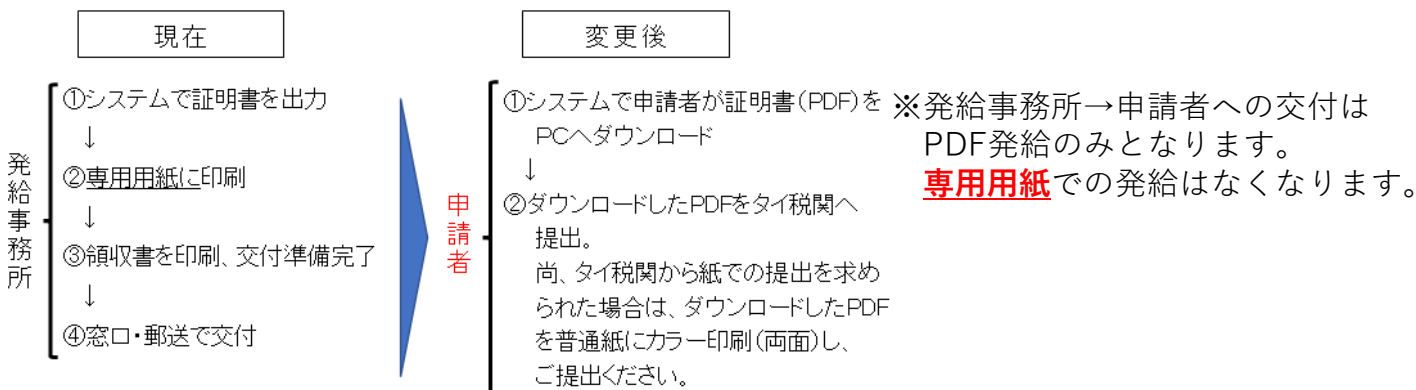 現在
発給事務所
①システムで証明書を出力
↓
②専用用紙に印刷
↓
③領収書を印刷、交付準備完了
↓
④窓口・郵送で交付
変更後
申請者
①システムで申請者が証明書(PDF)を
PCへダウンロード
↓
②ダウンロードしたPDFをタイ税関へ
提出。
尚、タイ税関から紙での提出を求め
られた場合は、ダウンロードしたPDF
を普通紙にカラー印刷(両面)し、
ご提出ください。
※発給事務所→申請者への交付は
PDF発給のみとなります。
専用用紙での発給はなくなります。